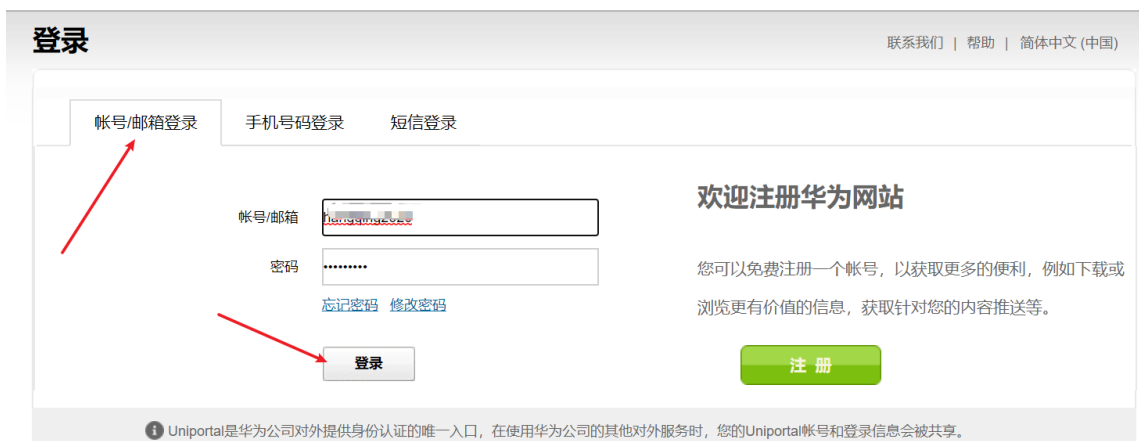 登录
联系我们 | 帮助 | 简体中文 (中国)
帐号/邮箱登录 手机号码登录 短信登录
欢迎注册华为网站
帐号/邮箱
密码 •••••••••
您可以免费注册一个帐号，以获取更多的便利，例如下载或
浏览更有价值的信息，获取针对您的内容推送等。
忘记密码 修改密码
登录
注 册
Uniportal是华为公司对外提供身份认证的唯一入口，在使用华为公司的其他对外服务时，您的Uniportal帐号和登录信息会被共享。